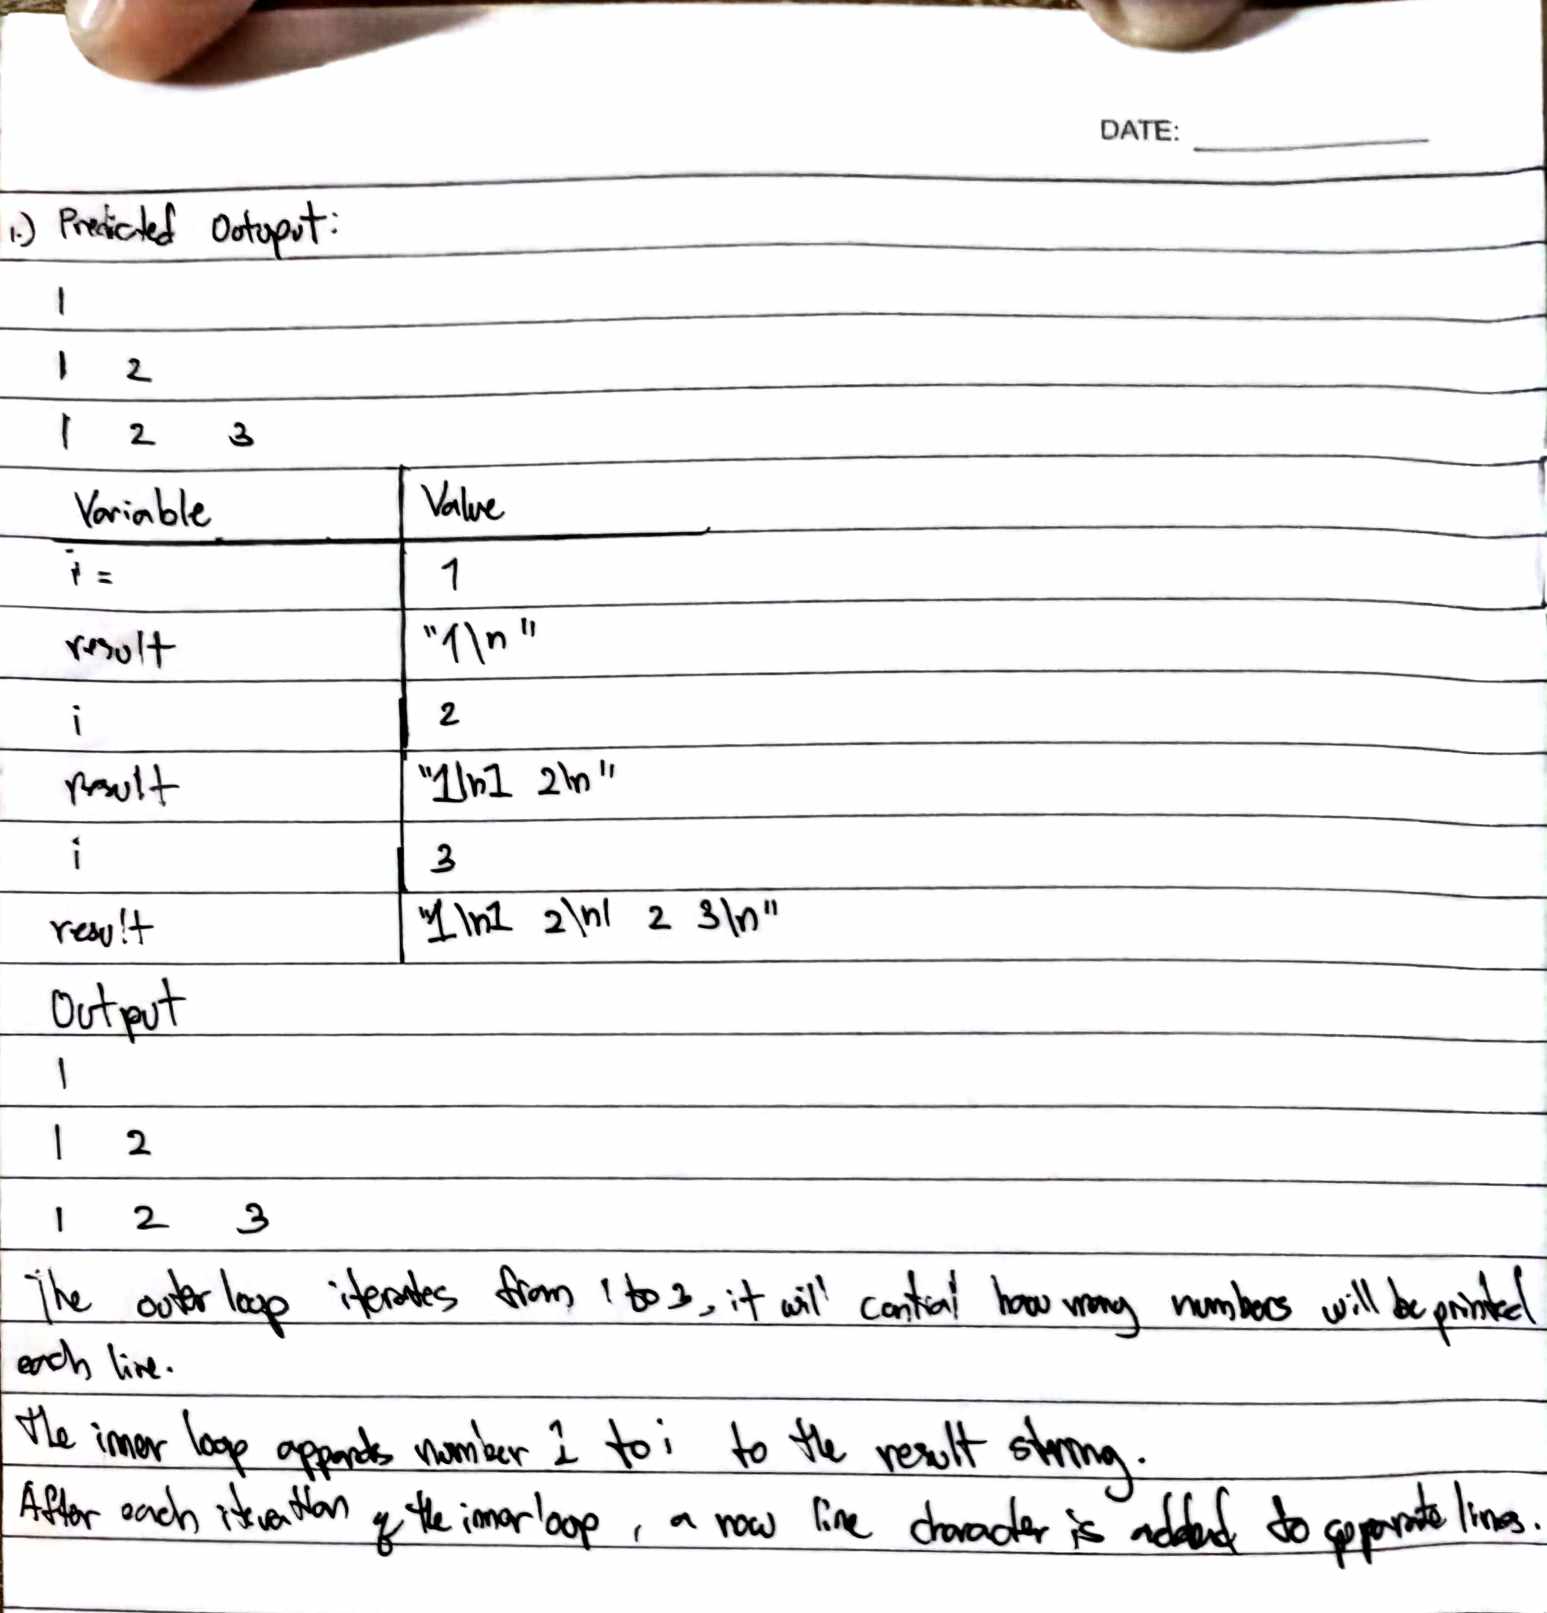 DATE:
1.) Predicted Ootuput:
1
1 2
1 2 3
Variable Value
i = 1
result "1\n"
i 2
result "1\n1 2\n"
i 3
result "1\n1 2\n1 2 3\n"
Output
1
1 2
1 2 3
The outer loop iterates from 1 to 3, it will control how many numbers will be printed
each line.
The inner loop appends number 1 to i to the result string.
After each iteration of the inner loop, a new line character is added to separate lines.